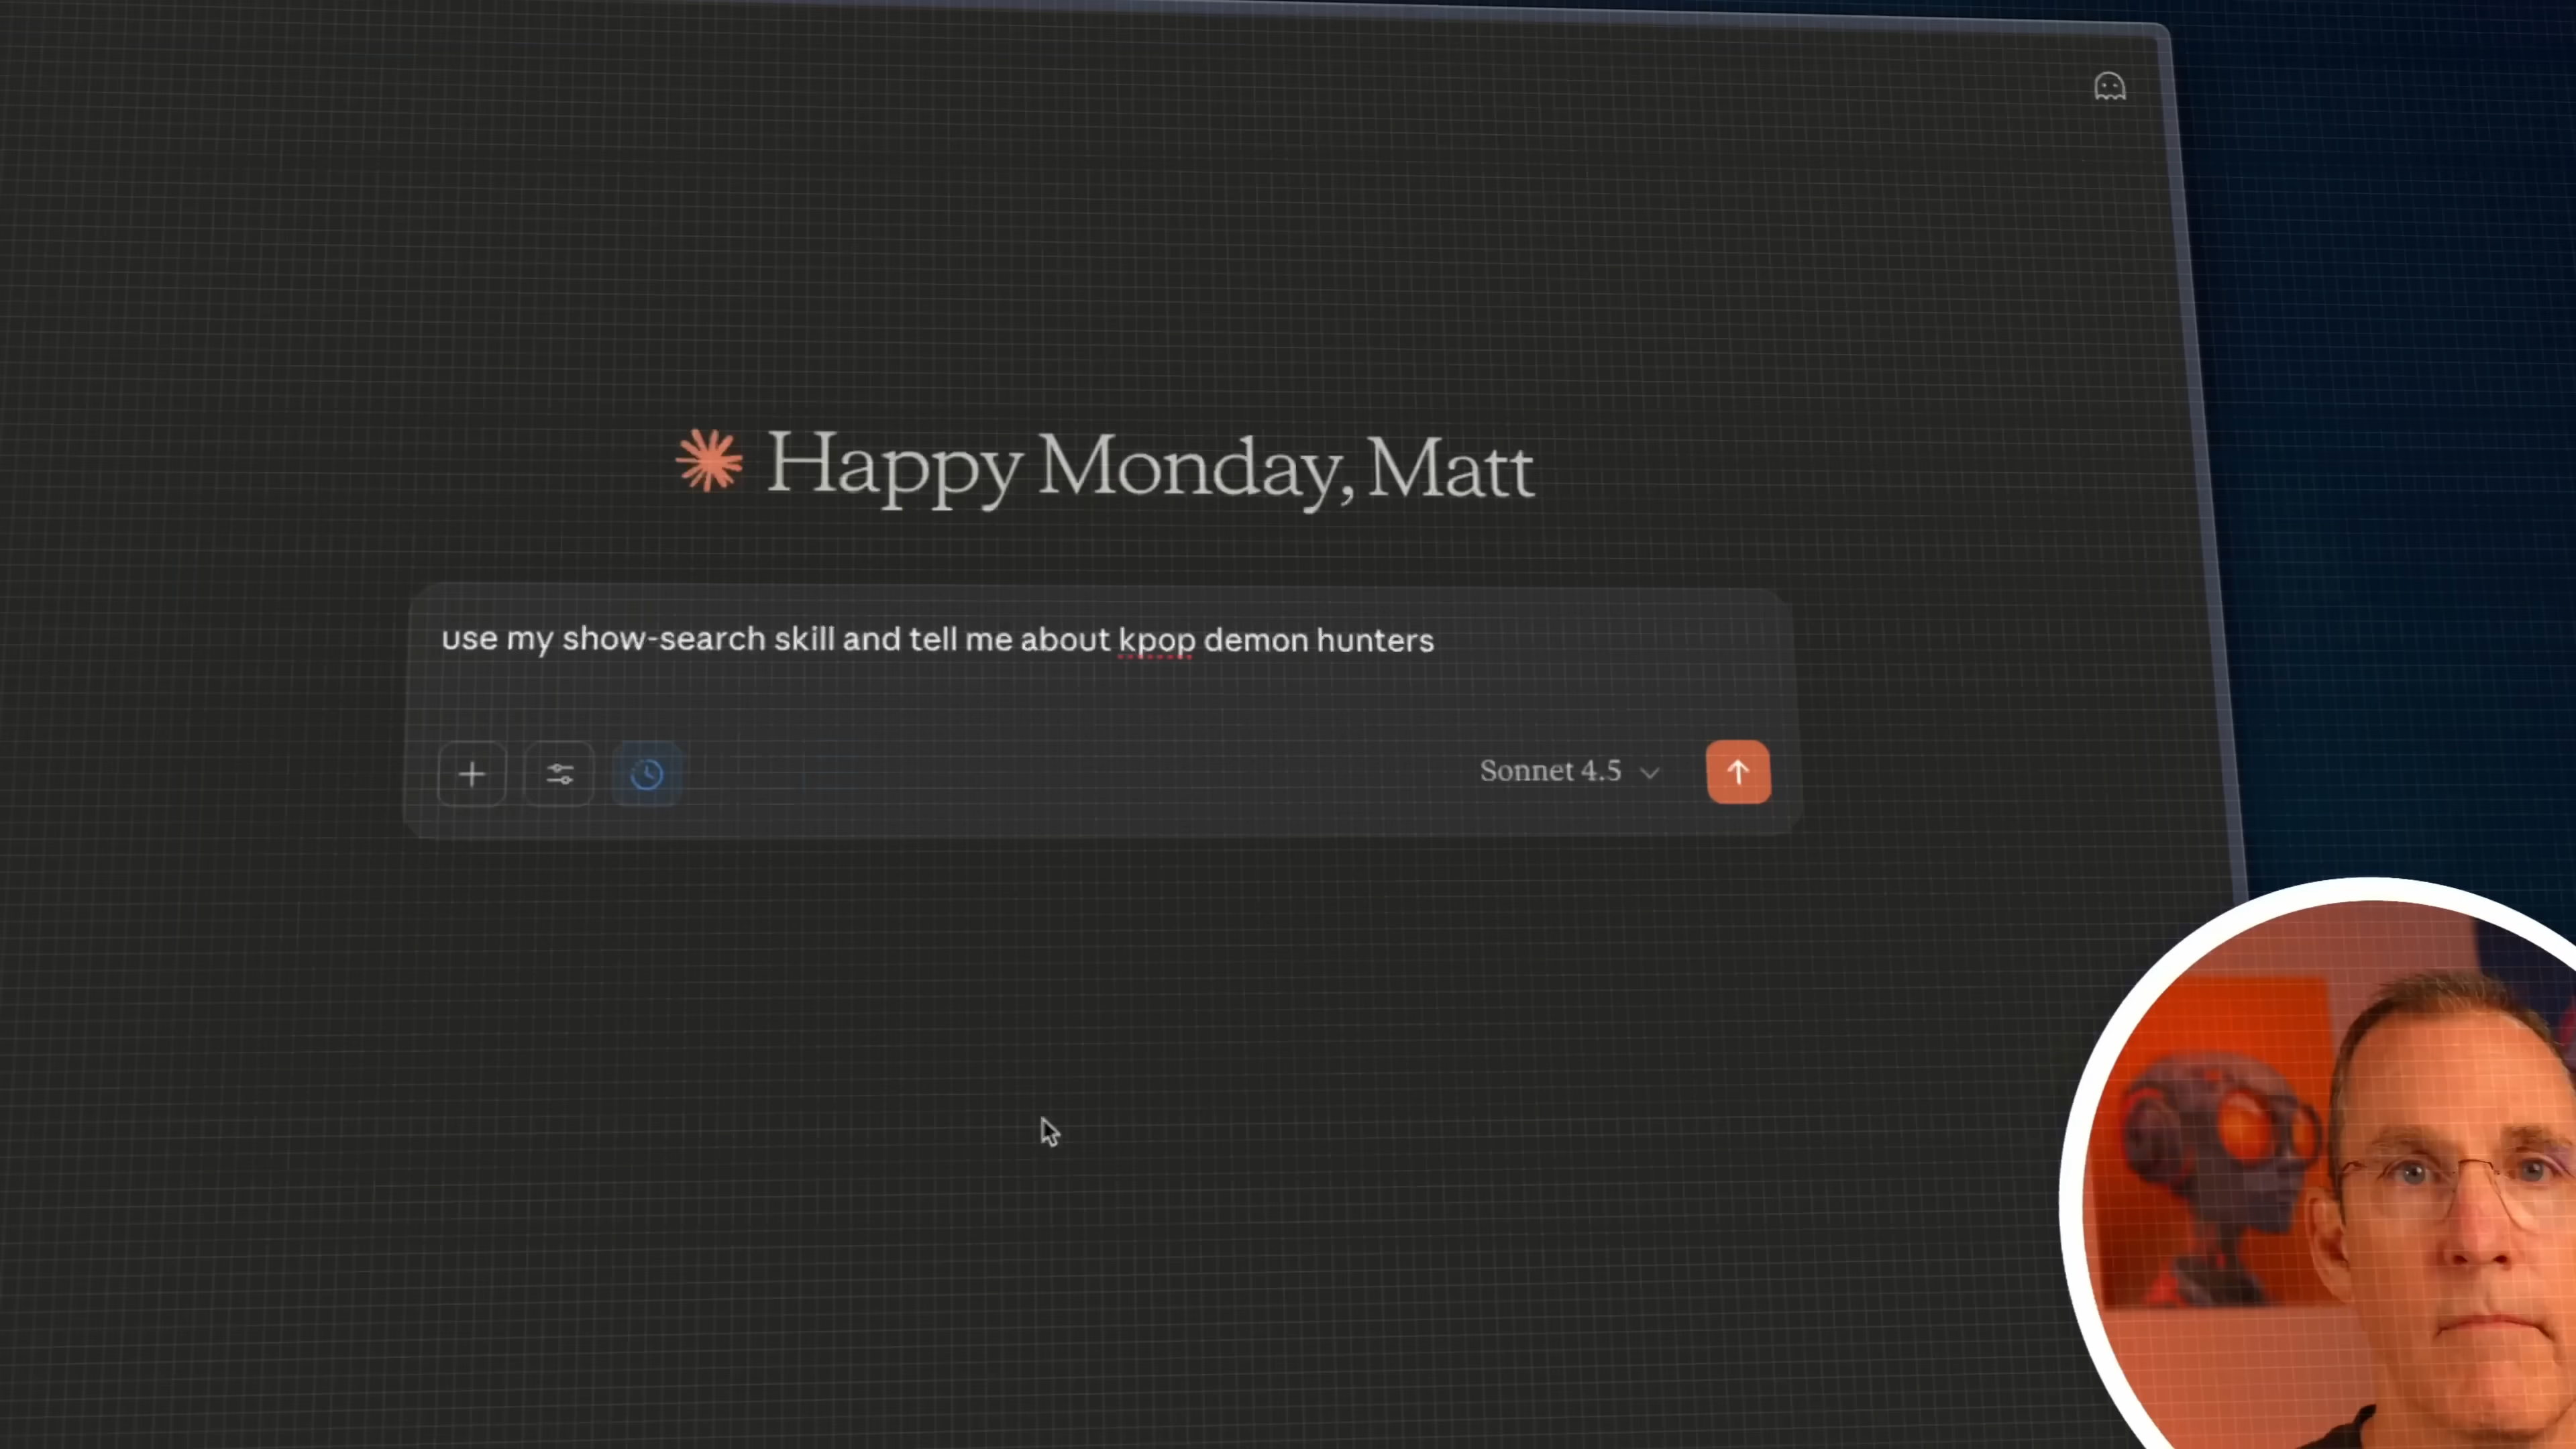 Happy Monday, Matt
use my show-search skill and tell me about kpop demon hunters
Sonnet 4.5